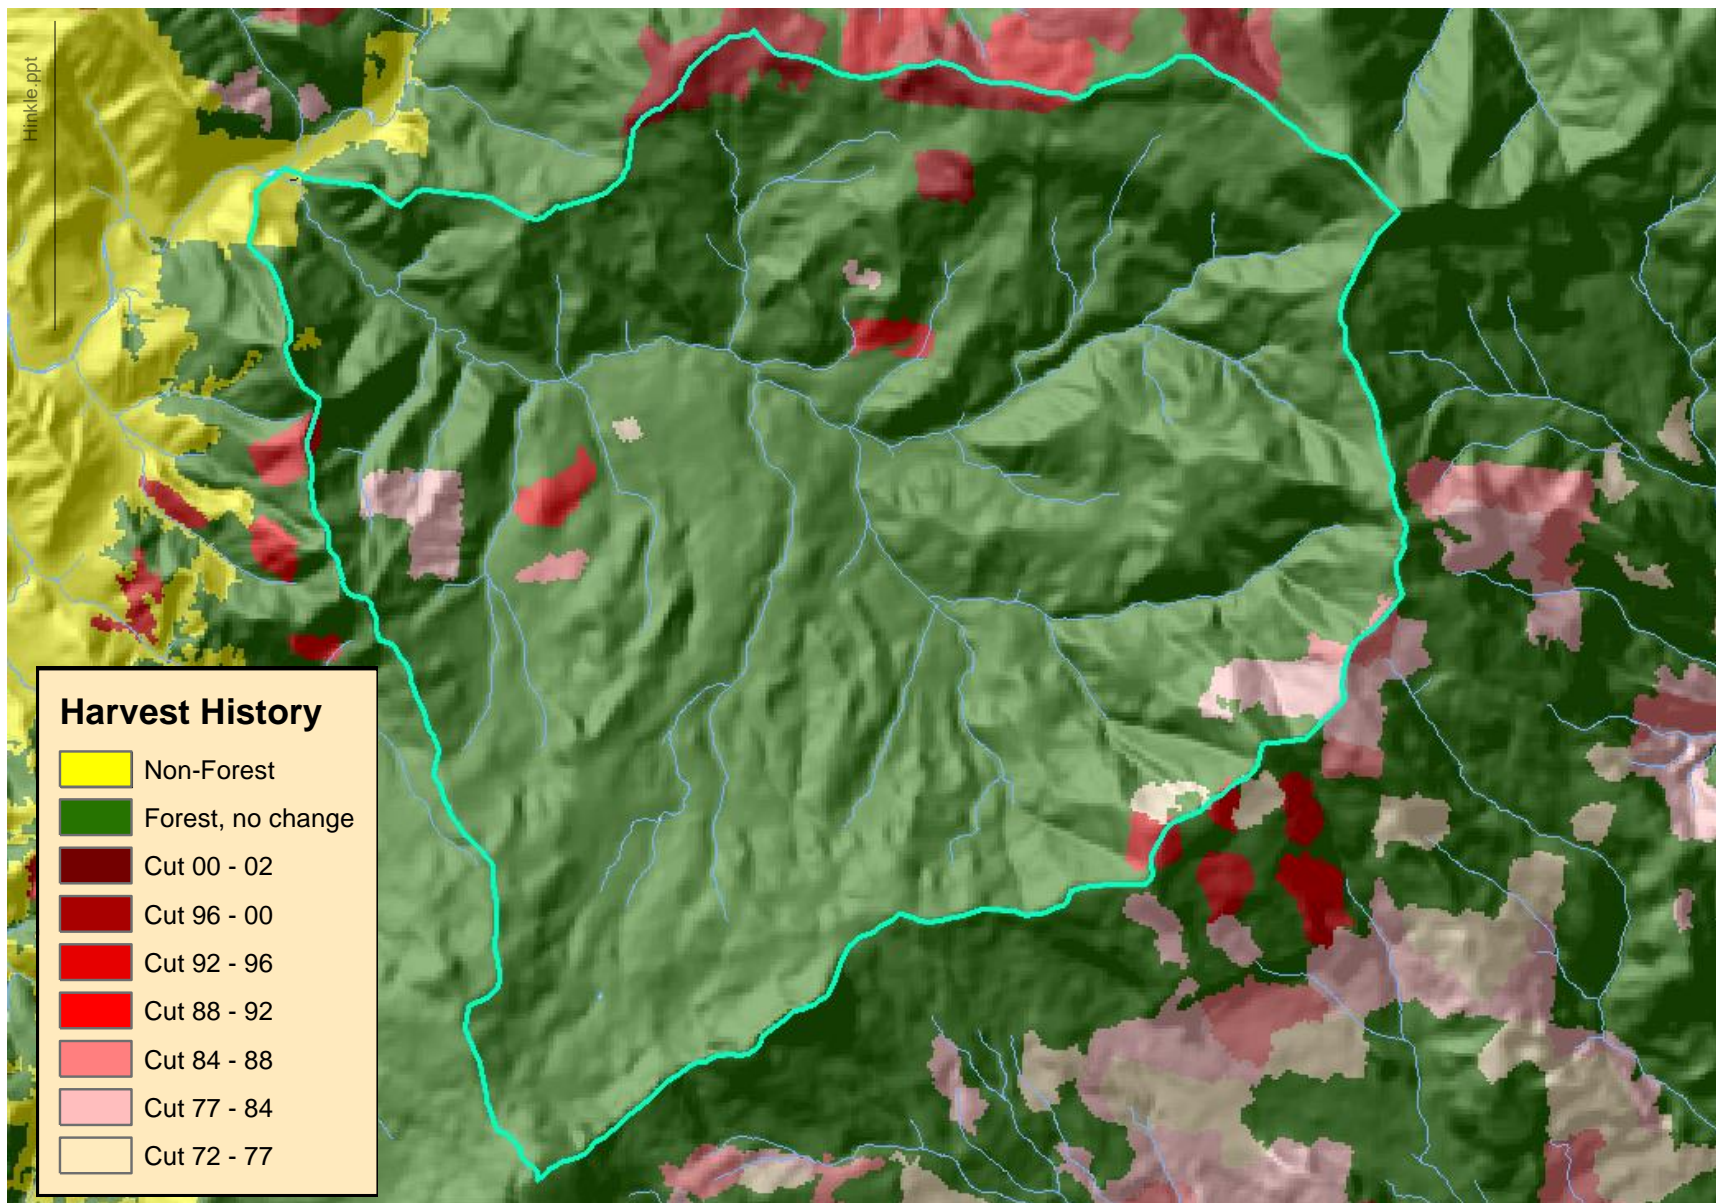 Hinkle.ppt
Harvest History
Non-Forest
Forest, no change
Cut 00 - 02
Cut 96 - 00
Cut 92 - 96
Cut 88 - 92
Cut 84 - 88
Cut 77 - 84
Cut 72 - 77